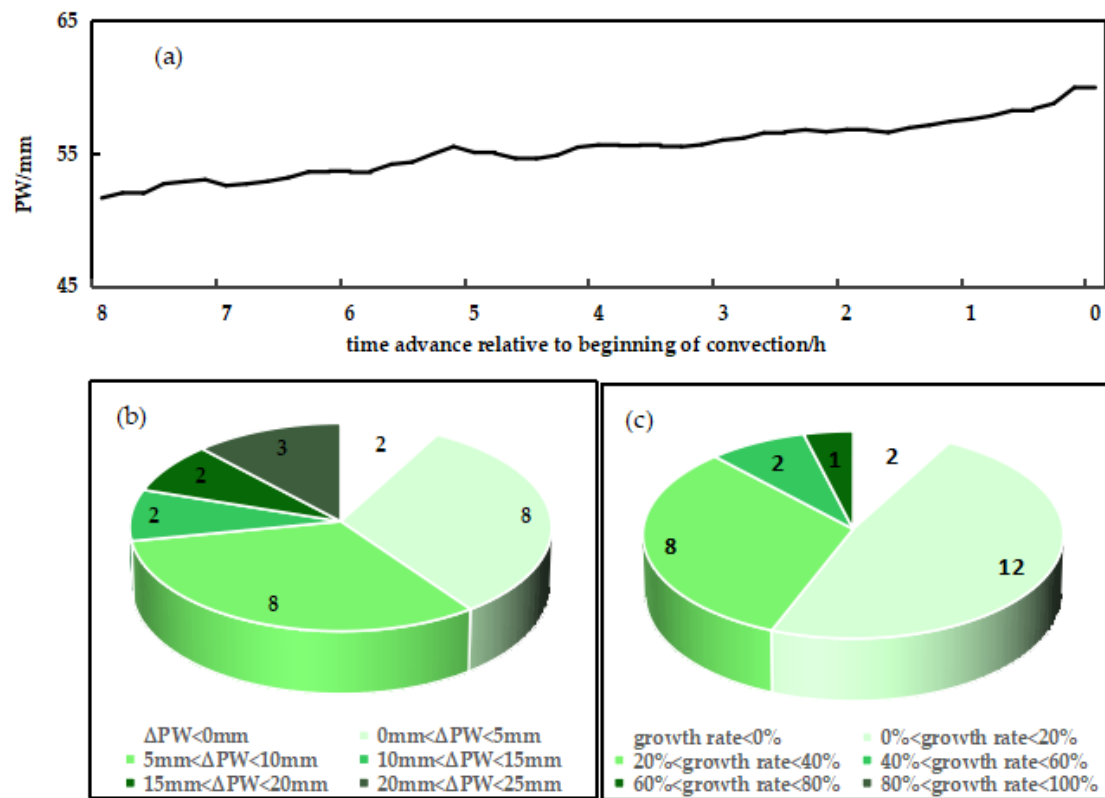 65
(a)
55
PW/mm
45
8 7 6 5 4 3 2 1 0
time advance relative to beginning of convection/h
(b)
3
2
2
8
2
8
ΔPW<0mm 0mm<ΔPW<5mm
5mm<ΔPW<10mm 10mm<ΔPW<15mm
15mm<ΔPW<20mm 20mm<ΔPW<25mm
(c)
2
1
2
8
12
growth rate<0% 0%<growth rate<20%
20%<growth rate<40% 40%<growth rate<60%
60%<growth rate<80% 80%<growth rate<100%